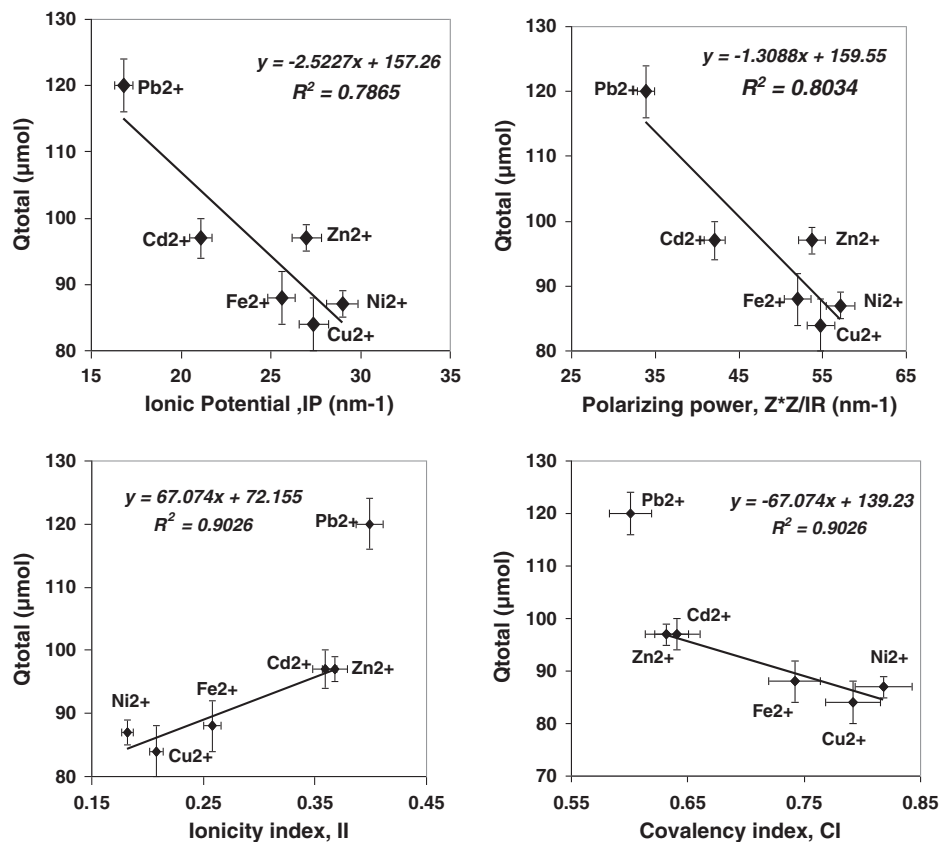 130
120
110
100
90
80
Qtotal (µmol)
y = -2.5227x + 157.26
R² = 0.7865
Pb2+
Cd2+
Zn2+
Fe2+
Ni2+
Cu2+
15 20 25 30 35
Ionic Potential ,IP (nm-1)
130
120
110
100
90
80
Qtotal (µmol)
y = -1.3088x + 159.55
R² = 0.8034
Pb2+
Cd2+
Zn2+
Fe2+
Ni2+
Cu2+
25 35 45 55 65
Polarizing power, Z*Z/IR (nm-1)
130
120
110
100
90
80
Qtotal (µmol)
y = 67.074x + 72.155
R² = 0.9026
Pb2+
Cd2+
Zn2+
Ni2+
Fe2+
Cu2+
0.15 0.25 0.35 0.45
Ionicity index, II
130
120
110
100
90
80
70
Qtotal (µmol)
y = -67.074x + 139.23
R² = 0.9026
Pb2+
Cd2+
Zn2+
Ni2+
Fe2+
Cu2+
0.55 0.65 0.75 0.85
Covalency index, CI